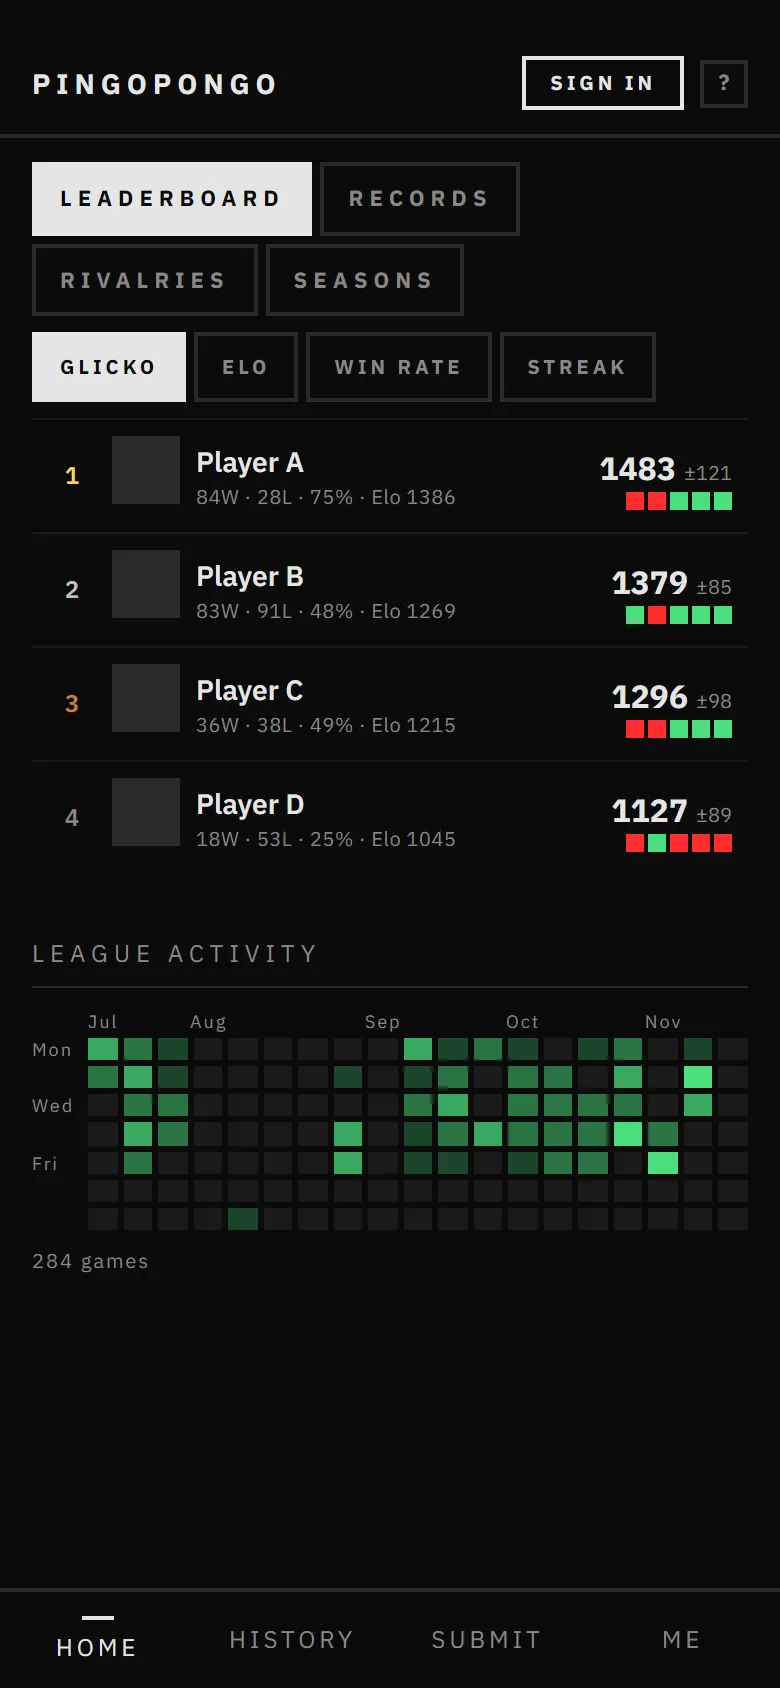 PINGOPONGO SIGN IN ?
LEADERBOARD RECORDS
RIVALRIES SEASONS
GLICKO ELO WIN RATE STREAK
1 Player A 1483 ±121
84W · 28L · 75% · Elo 1386
2 Player B 1379 ±85
83W · 91L · 48% · Elo 1269
3 Player C 1296 ±98
36W · 38L · 49% · Elo 1215
4 Player D 1127 ±89
18W · 53L · 25% · Elo 1045
LEAGUE ACTIVITY
Jul Aug Sep Oct Nov
Mon
Wed
Fri
284 games
HOME HISTORY SUBMIT ME